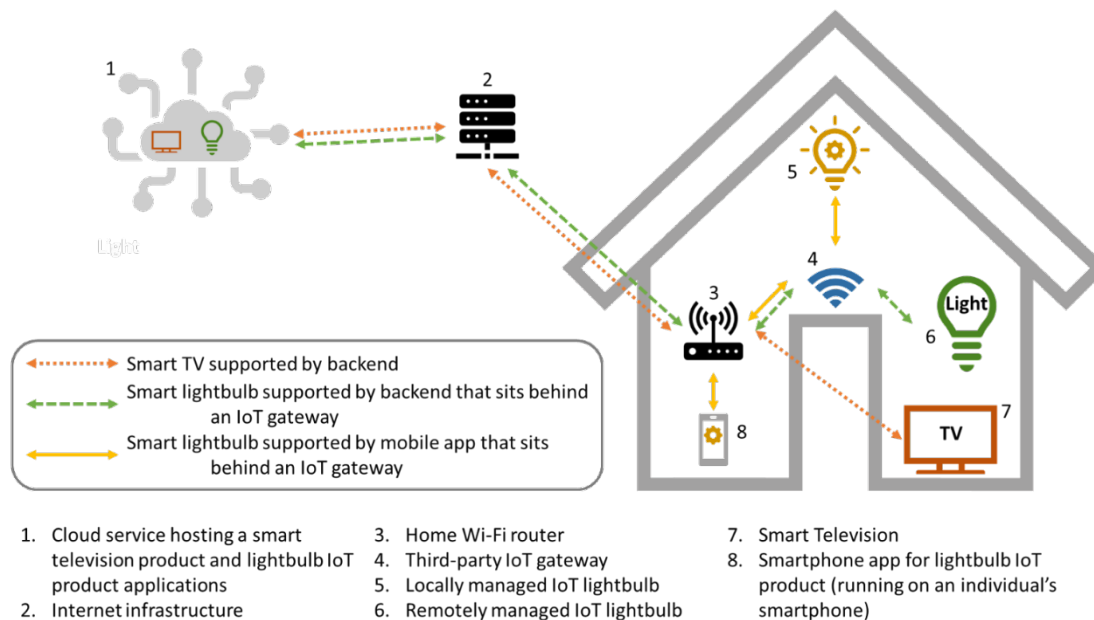 1
2
5
4
3
Light
Light
6
7
TV
8
Smart TV supported by backend
Smart lightbulb supported by backend that sits behind
an IoT gateway
Smart lightbulb supported by mobile app that sits
behind an IoT gateway
1. Cloud service hosting a smart
television product and lightbulb IoT
product applications
2. Internet infrastructure
3. Home Wi-Fi router
4. Third-party IoT gateway
5. Locally managed IoT lightbulb
6. Remotely managed IoT lightbulb
7. Smart Television
8. Smartphone app for lightbulb IoT
product (running on an individual's
smartphone)